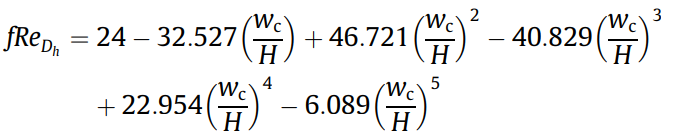 fRe_{D_h} = 24 − 32.527(w_c/H) + 46.721(w_c/H)^2 − 40.829(w_c/H)^3
+ 22.954(w_c/H)^4 − 6.089(w_c/H)^5